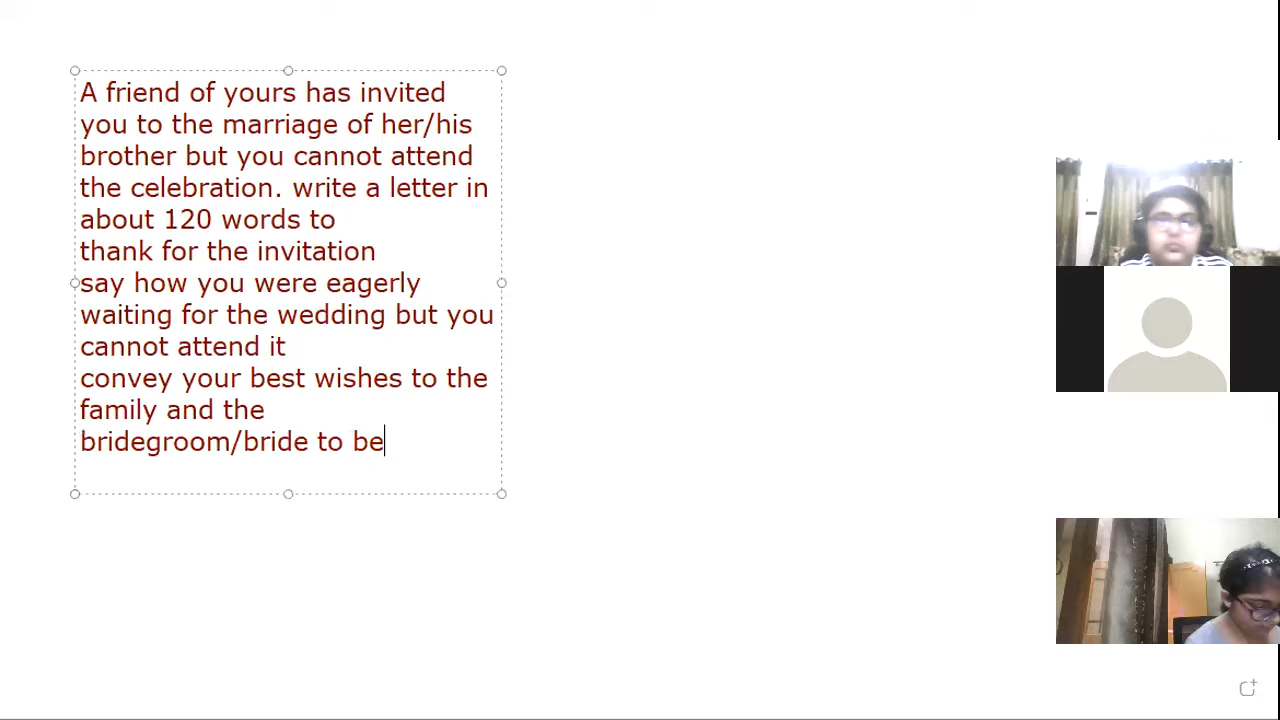 A friend of yours has invited
you to the marriage of her/his
brother but you cannot attend
the celebration. write a letter in
about 120 words to
thank for the invitation
say how you were eagerly
waiting for the wedding but you
cannot attend it
convey your best wishes to the
family and the
bridegroom/bride to be